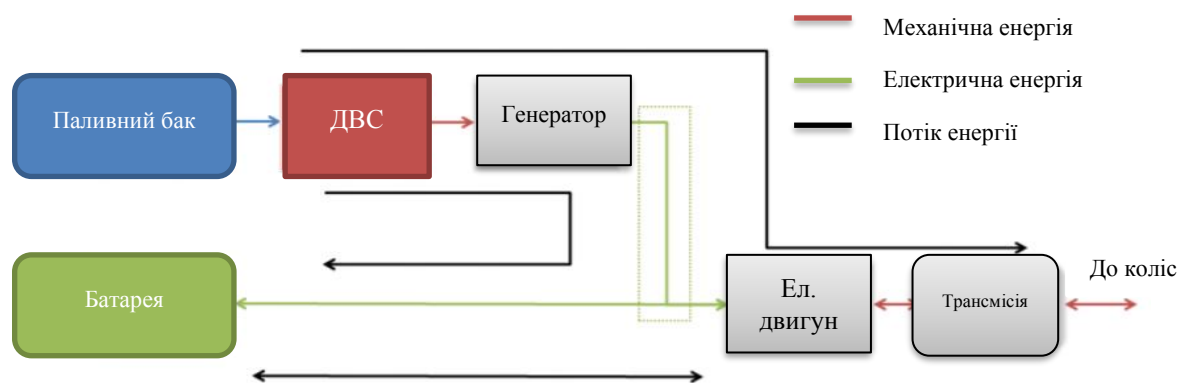 Механічна енергія
Електрична енергія
Потік енергії
Паливний бак
ДВС
Генератор
Батарея
Ел.
двигун
Трансмісія
До коліс